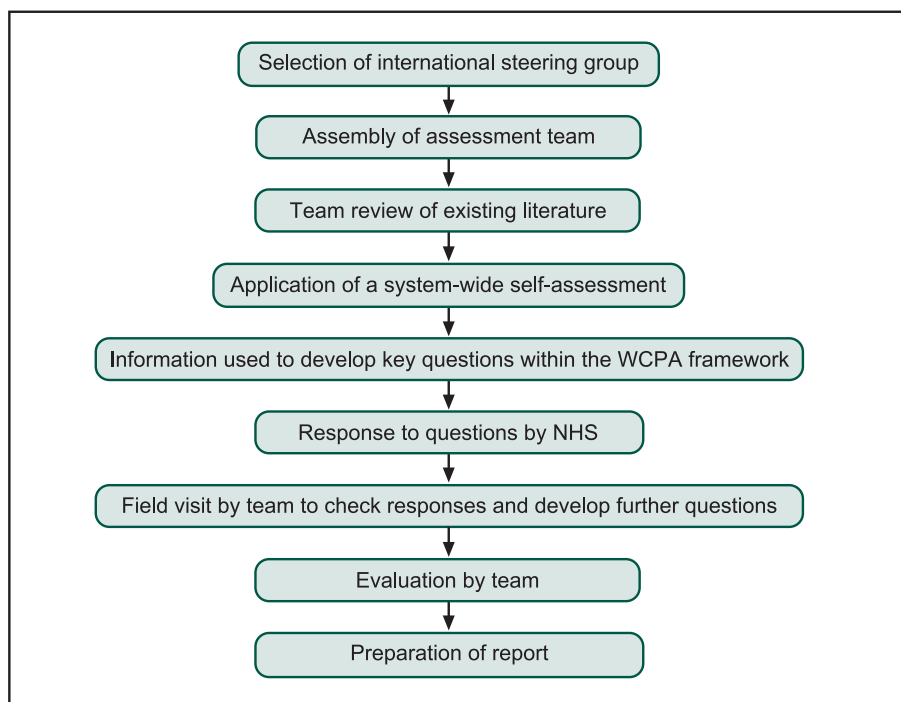 Selection of international steering group
Assembly of assessment team
Team review of existing literature
Application of a system-wide self-assessment
Information used to develop key questions within the WCPA framework
Response to questions by NHS
Field visit by team to check responses and develop further questions
Evaluation by team
Preparation of report